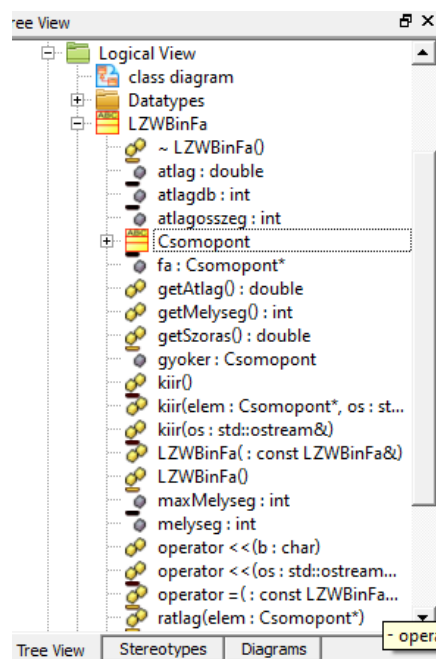 ree View
Logical View
class diagram
Datatypes
LZWBinFa
~ LZWBinFa()
atlag : double
atlagdb : int
atlagosszeg : int
Csomopont
fa : Csomopont*
getAtlag() : double
getMelyseg() : int
getSzoras() : double
gyoker : Csomopont
kiir()
kiir(elem : Csomopont*, os : st...
kiir(os : std::ostream&)
LZWBinFa( : const LZWBinFa&)
LZWBinFa()
maxMelyseg : int
melyseg : int
operator <<(b : char)
operator <<(os : std::ostream...
operator =( : const LZWBinFa...
ratlag(elem : Csomopont*)
- opera
Tree View Stereotypes Diagrams